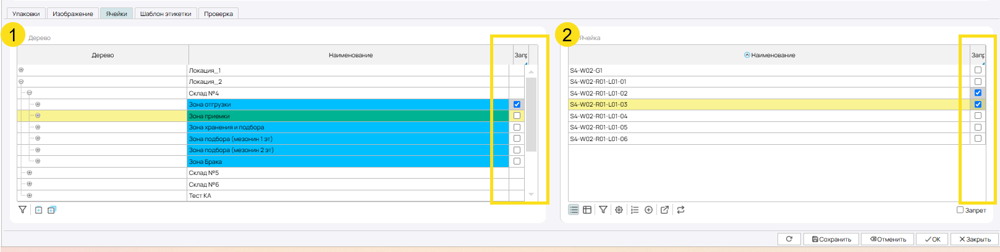 Упаковки Изображение Ячейки Шаблон этикетки Проверка
1 Дерево
Дерево Наименование Запр
Локация_1
Локация_2
Склад №4
Зона отгрузки
Зона приемки
Зона хранения и подбора
Зона подбора (мезонин 1 эт)
Зона подбора (мезонин 2 эт)
Зона Брака
Склад №5
Склад №6
Тест КА
2 Ячейка
Наименование Запр
S4-W02-G1
S4-W02-R01-L01-01
S4-W02-R01-L01-02
S4-W02-R01-L01-03
S4-W02-R01-L01-04
S4-W02-R01-L01-05
S4-W02-R01-L01-06
Запрет
Сохранить Отменить ОК Закрыть